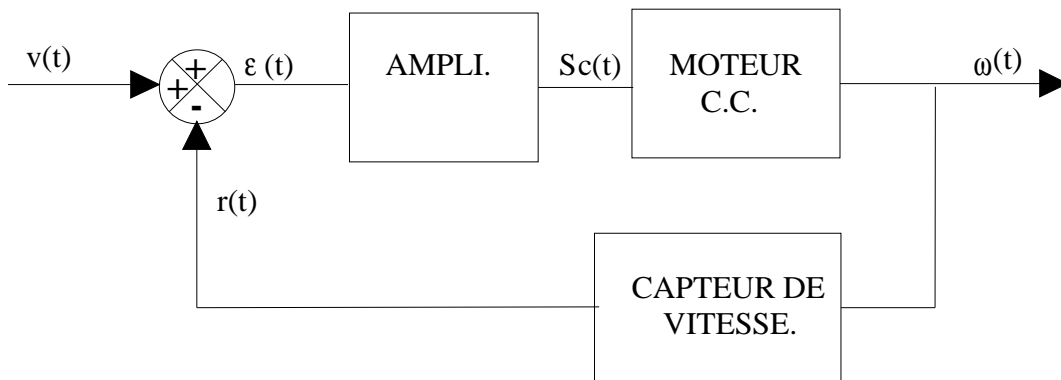 v(t)
ε (t)
AMPLI.
Sc(t)
MOTEUR
C.C.
ω(t)
+
+
-
r(t)
CAPTEUR DE
VITESSE.